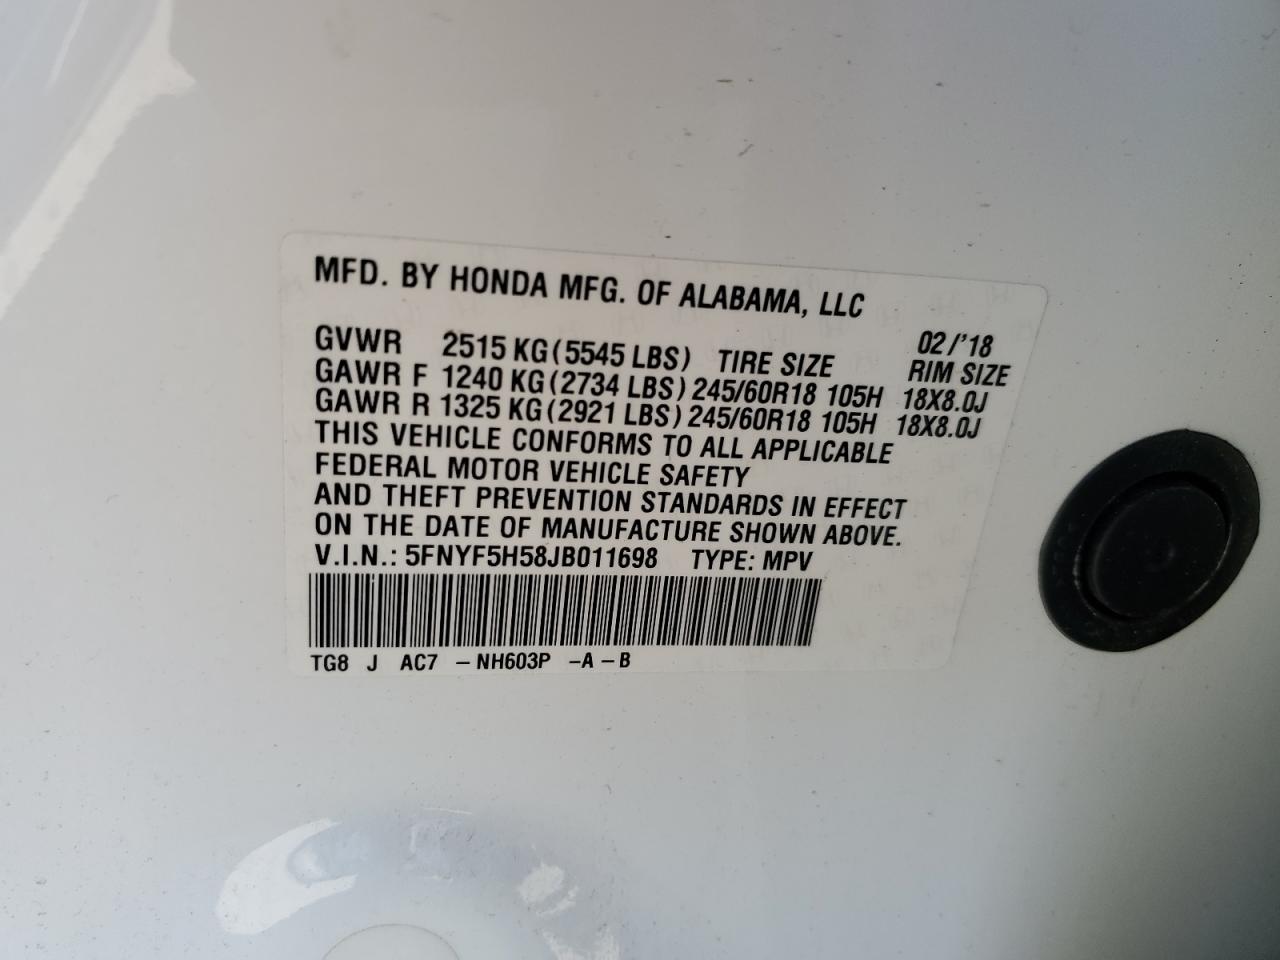 MFD. BY HONDA MFG. OF ALABAMA, LLC
02/'18
GVWR 2515 KG(5545 LBS) TIRE SIZE RIM SIZE
GAWR F 1240 KG(2734 LBS) 245/60R18 105H 18X8.0J
GAWR R 1325 KG(2921 LBS) 245/60R18 105H 18X8.0J
THIS VEHICLE CONFORMS TO ALL APPLICABLE
FEDERAL MOTOR VEHICLE SAFETY
AND THEFT PREVENTION STANDARDS IN EFFECT
ON THE DATE OF MANUFACTURE SHOWN ABOVE.
V.I.N.: 5FNYF5H58JB011698 TYPE: MPV
TG8 J AC7 –NH603P –A –B